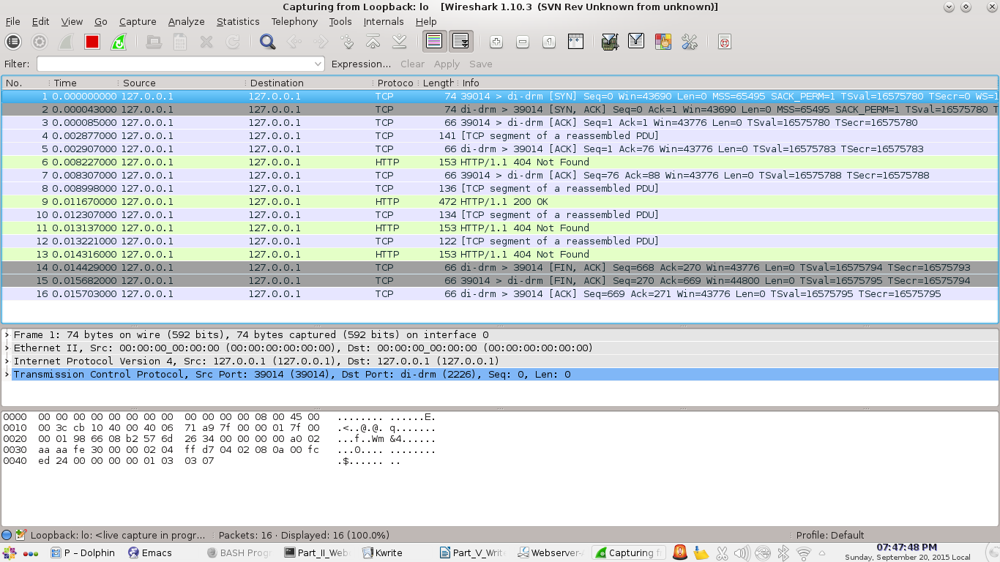 Capturing from Loopback: lo [Wireshark 1.10.3 (SVN Rev Unknown from unknown)]
File Edit View Go Capture Analyze Statistics Telephony Tools Internals Help
Filter: Expression... Clear Apply Save
No. Time Source Destination Protoco Length Info
1 0.000000000 127.0.0.1 127.0.0.1 TCP 74 39014 > di-drm [SYN] Seq=0 Win=43690 Len=0 MSS=65495 SACK_PERM=1 TSval=16575780 TSecr=0 WS=1
2 0.000043000 127.0.0.1 127.0.0.1 TCP 74 di-drm > 39014 [SYN, ACK] Seq=0 Ack=1 Win=43690 Len=0 MSS=65495 SACK_PERM=1 TSval=16575780 T
3 0.000085000 127.0.0.1 127.0.0.1 TCP 66 39014 > di-drm [ACK] Seq=1 Ack=1 Win=43776 Len=0 TSval=16575780 TSecr=16575780
4 0.002877000 127.0.0.1 127.0.0.1 TCP 141 [TCP segment of a reassembled PDU]
5 0.002907000 127.0.0.1 127.0.0.1 TCP 66 di-drm > 39014 [ACK] Seq=1 Ack=76 Win=43776 Len=0 TSval=16575783 TSecr=16575783
6 0.008227000 127.0.0.1 127.0.0.1 HTTP 153 HTTP/1.1 404 Not Found
7 0.008307000 127.0.0.1 127.0.0.1 TCP 66 39014 > di-drm [ACK] Seq=76 Ack=88 Win=43776 Len=0 TSval=16575788 TSecr=16575788
8 0.008998000 127.0.0.1 127.0.0.1 TCP 136 [TCP segment of a reassembled PDU]
9 0.011670000 127.0.0.1 127.0.0.1 HTTP 472 HTTP/1.1 200 OK
10 0.012307000 127.0.0.1 127.0.0.1 TCP 134 [TCP segment of a reassembled PDU]
11 0.013137000 127.0.0.1 127.0.0.1 HTTP 153 HTTP/1.1 404 Not Found
12 0.013221000 127.0.0.1 127.0.0.1 TCP 122 [TCP segment of a reassembled PDU]
13 0.014316000 127.0.0.1 127.0.0.1 HTTP 153 HTTP/1.1 404 Not Found
14 0.014429000 127.0.0.1 127.0.0.1 TCP 66 di-drm > 39014 [FIN, ACK] Seq=668 Ack=270 Win=43776 Len=0 TSval=16575794 TSecr=16575793
15 0.015682000 127.0.0.1 127.0.0.1 TCP 66 39014 > di-drm [FIN, ACK] Seq=270 Ack=669 Win=44800 Len=0 TSval=16575795 TSecr=16575794
16 0.015703000 127.0.0.1 127.0.0.1 TCP 66 di-drm > 39014 [ACK] Seq=669 Ack=271 Win=43776 Len=0 TSval=16575795 TSecr=16575795
Frame 1: 74 bytes on wire (592 bits), 74 bytes captured (592 bits) on interface 0
Ethernet II, Src: 00:00:00_00:00:00 (00:00:00:00:00:00), Dst: 00:00:00_00:00:00 (00:00:00:00:00:00)
Internet Protocol Version 4, Src: 127.0.0.1 (127.0.0.1), Dst: 127.0.0.1 (127.0.0.1)
Transmission Control Protocol, Src Port: 39014 (39014), Dst Port: di-drm (2226), Seq: 0, Len: 0
0000 00 00 00 00 00 00 00 00 00 00 00 00 08 00 45 00 ........ ......E.
0010 00 3c cb 10 40 00 40 06 71 a9 7f 00 00 01 7f 00 .<..@.@. q.......
0020 00 01 98 66 08 b2 57 6d 26 34 00 00 00 00 a0 02 ...f..Wm &4......
0030 aa aa fe 30 00 00 02 04 ff d7 04 02 08 0a 00 fc ...0.... ........
0040 ed 24 00 00 00 00 01 03 03 07 .$...... ..
Loopback: lo: <live capture in progr... Packets: 16 · Displayed: 16 (100.0%) Profile: Default
P – Dolphin Emacs BASH Prog Part_II_Web Kwrite Part_V_Writ Webserver- Capturing f 07:47:48 PM
Sunday, September 20, 2015 Local